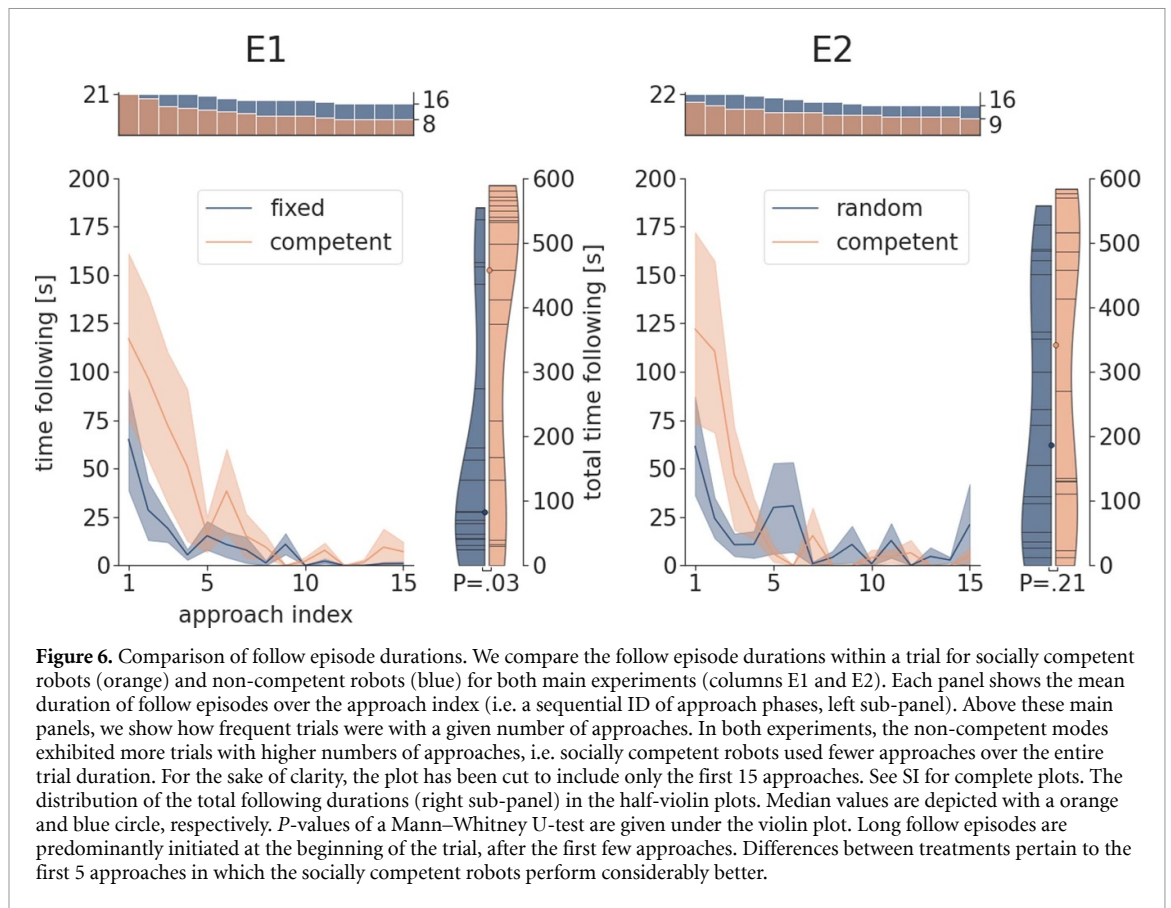 E1
E2
21
16
8
22
16
9
200
175
150
125
100
75
50
25
0
time following [s]
fixed
competent
1
5
10
15
approach index
600
500
400
300
200
100
0
total time following [s]
P=.03
200
175
150
125
100
75
50
25
0
random
competent
1
5
10
15
600
500
400
300
200
100
0
P=.21
Figure 6. Comparison of follow episode durations. We compare the follow episode durations within a trial for socially competent
robots (orange) and non-competent robots (blue) for both main experiments (columns E1 and E2). Each panel shows the mean
duration of follow episodes over the approach index (i.e. a sequential ID of approach phases, left sub-panel). Above these main
panels, we show how frequent trials were with a given number of approaches. In both experiments, the non-competent modes
exhibited more trials with higher numbers of approaches, i.e. socially competent robots used fewer approaches over the entire
trial duration. For the sake of clarity, the plot has been cut to include only the first 15 approaches. See SI for complete plots. The
distribution of the total following durations (right sub-panel) in the half-violin plots. Median values are depicted with a orange
and blue circle, respectively. P-values of a Mann–Whitney U-test are given under the violin plot. Long follow episodes are
predominantly initiated at the beginning of the trial, after the first few approaches. Differences between treatments pertain to the
first 5 approaches in which the socially competent robots perform considerably better.